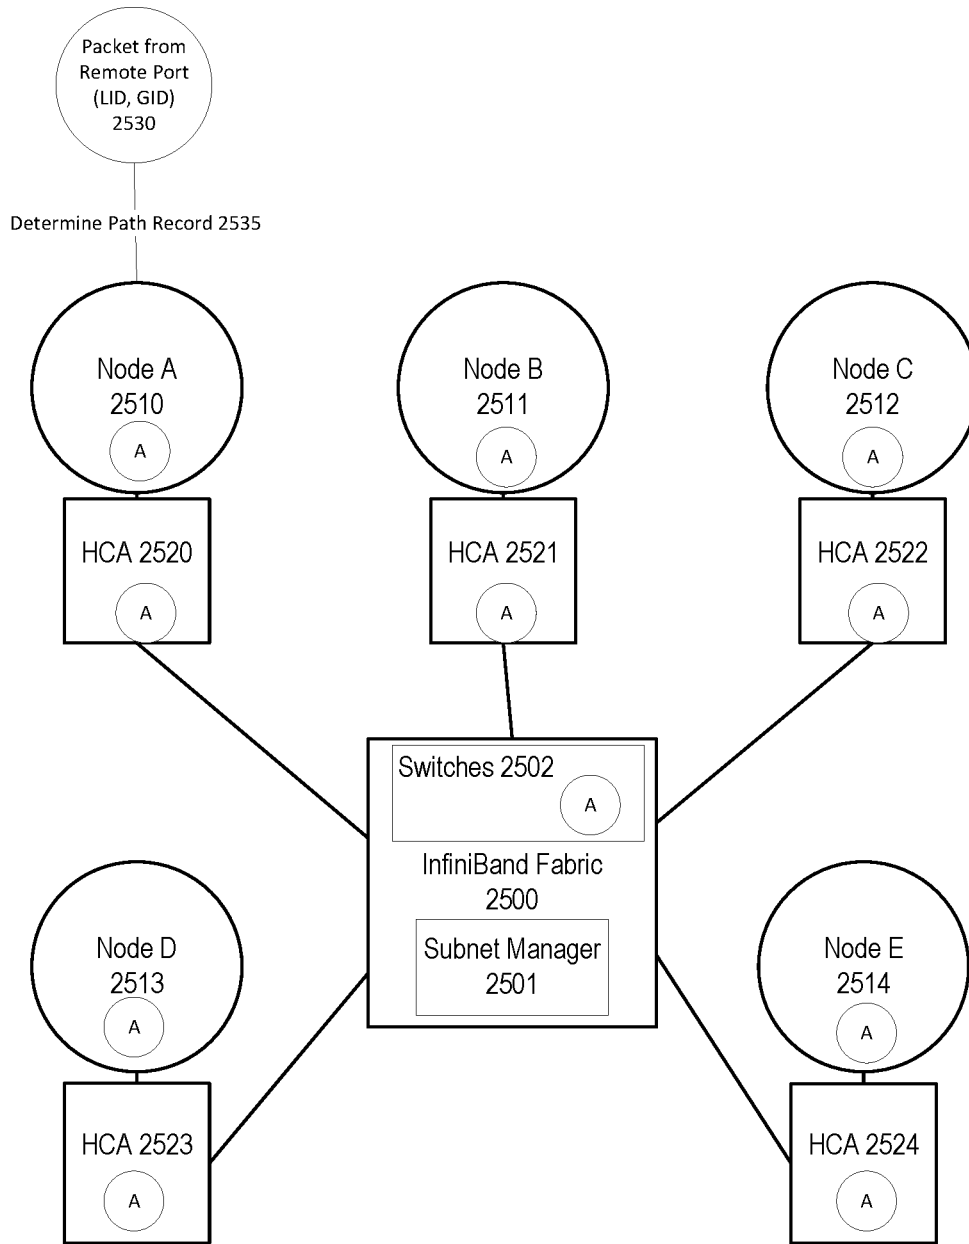 Packet from
Remote Port
(LID, GID)
2530
Determine Path Record 2535
Node A
2510
A
Node B
2511
A
Node C
2512
A
HCA 2520
A
HCA 2521
A
HCA 2522
A
Switches 2502
A
InfiniBand Fabric
2500
Subnet Manager
2501
Node D
2513
A
Node E
2514
A
HCA 2523
A
HCA 2524
A